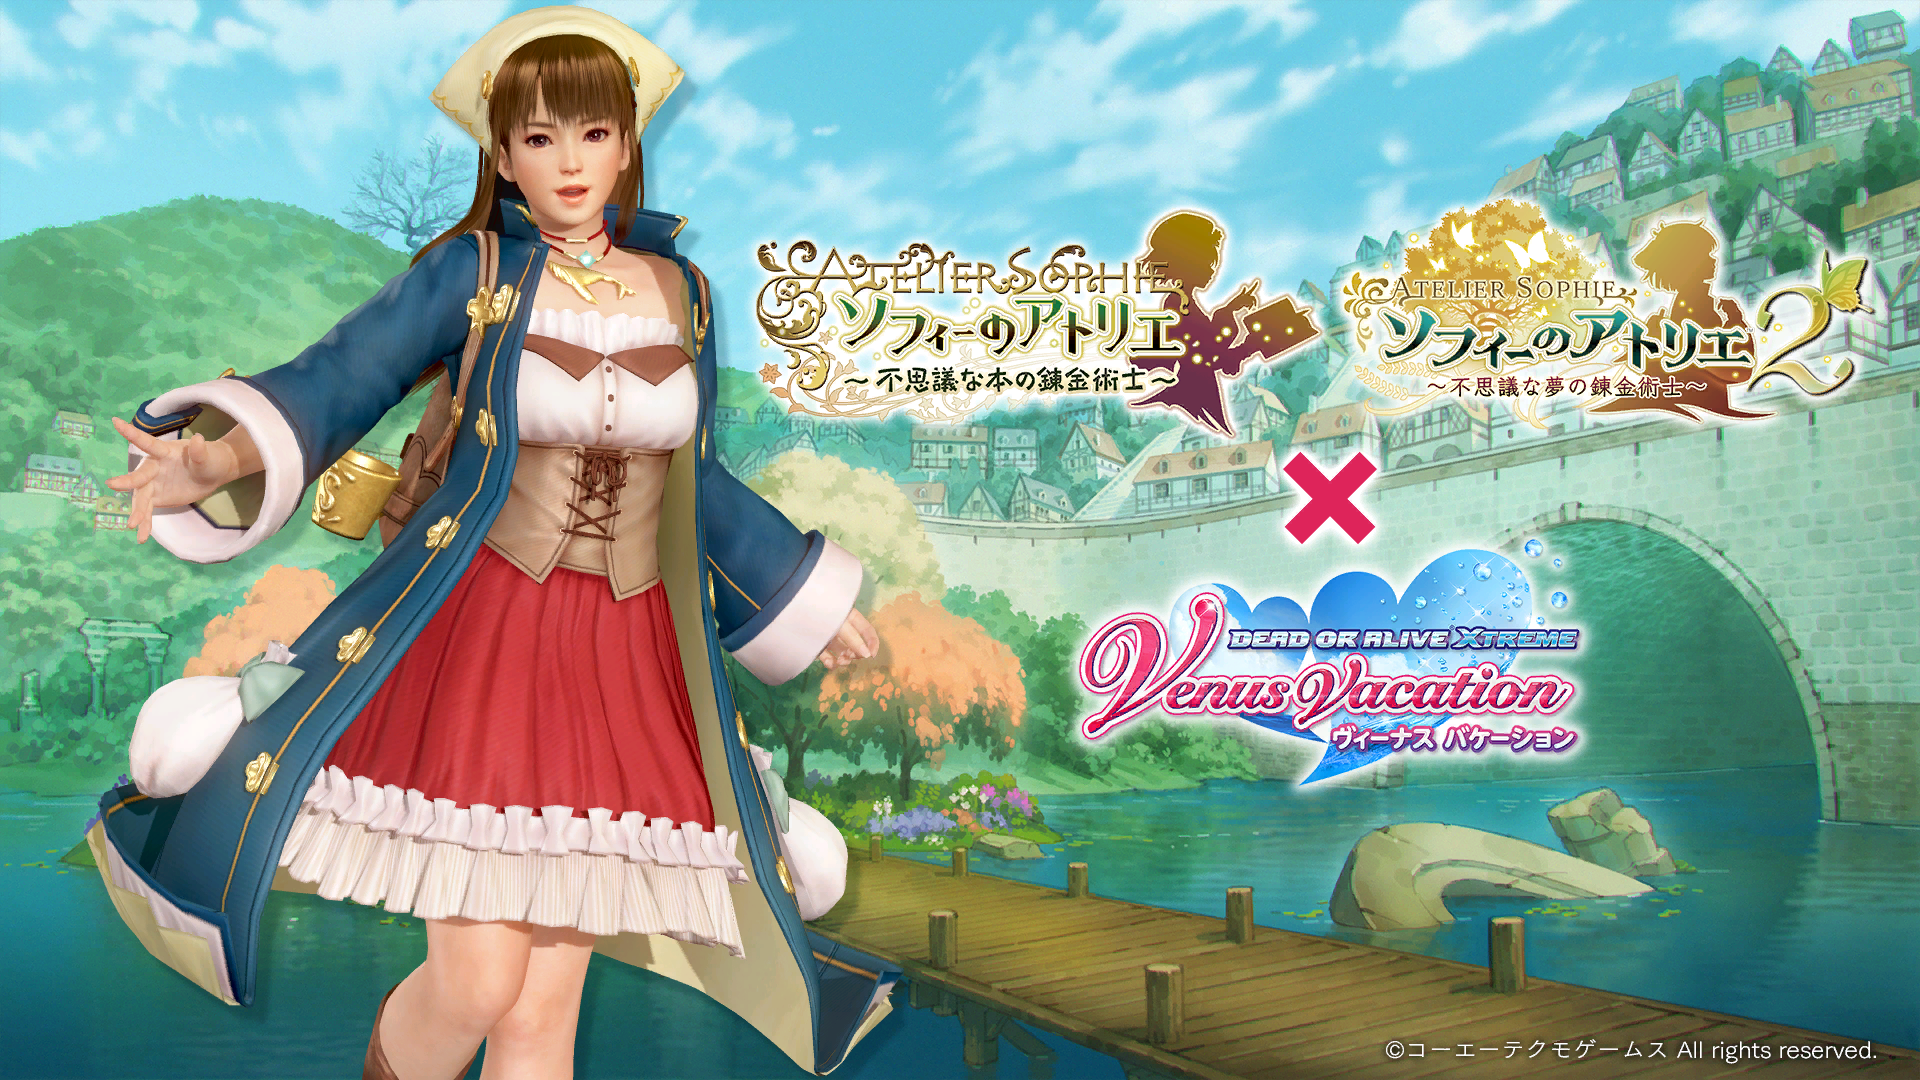 ATELIER SOPHIE
ソフィーのアトリエ
～不思議な本の錬金術士～
ATELIER SOPHIE
ソフィーのアトリエ2
～不思議な夢の錬金術士～
×
DEAD OR ALIVE XTREME
Venus Vacation
ヴィーナス バケーション
©コーエーテクモゲームス All rights reserved.